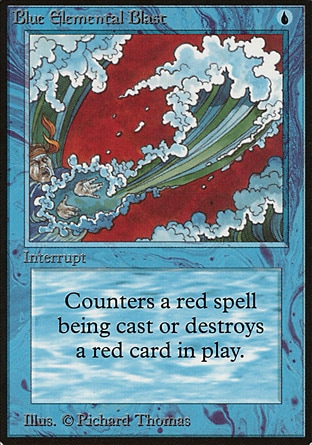 Blue Elemental Blast
Interrupt
Counters a red spell
being cast or destroys
a red card in play.
Illus. © Richard Thomas